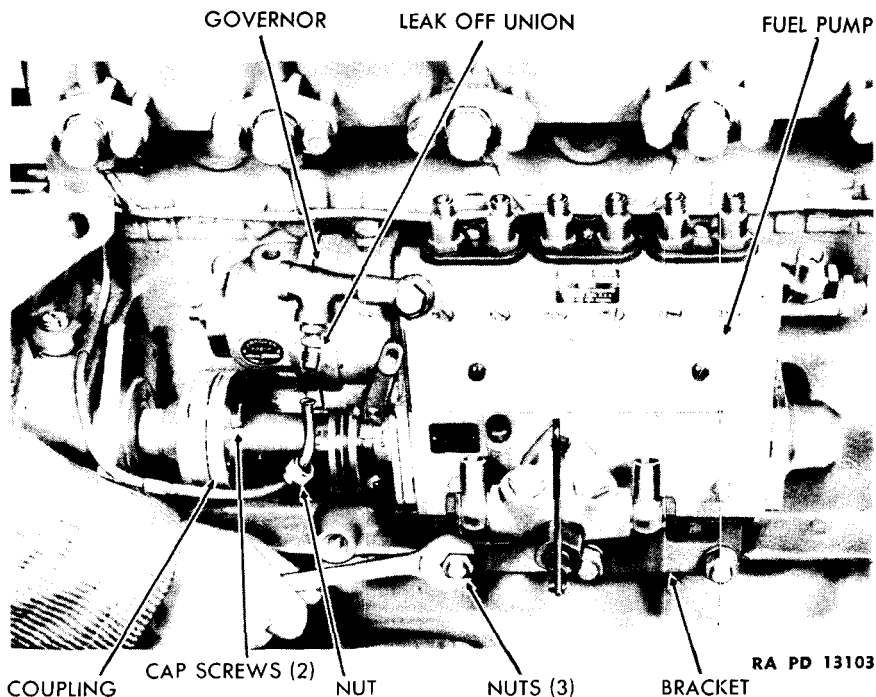 GOVERNOR
LEAK OFF UNION
FUEL PUMP
RA PD 13103
COUPLING
CAP SCREWS (2)
NUT
NUTS (3)
BRACKET